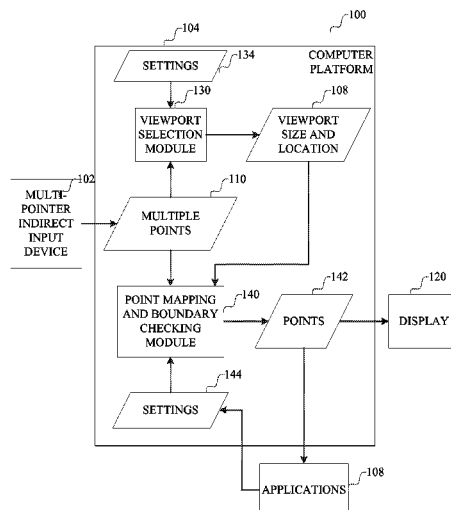 100
104
COMPUTER
PLATFORM
SETTINGS
134
130
108
VIEWPORT
SELECTION
MODULE
VIEWPORT
SIZE AND
LOCATION
102
MULTI-
POINTER
INDIRECT
INPUT
DEVICE
110
MULTIPLE
POINTS
140
POINT MAPPING
AND BOUNDARY
CHECKING
MODULE
142
POINTS
120
DISPLAY
144
SETTINGS
APPLICATIONS
108